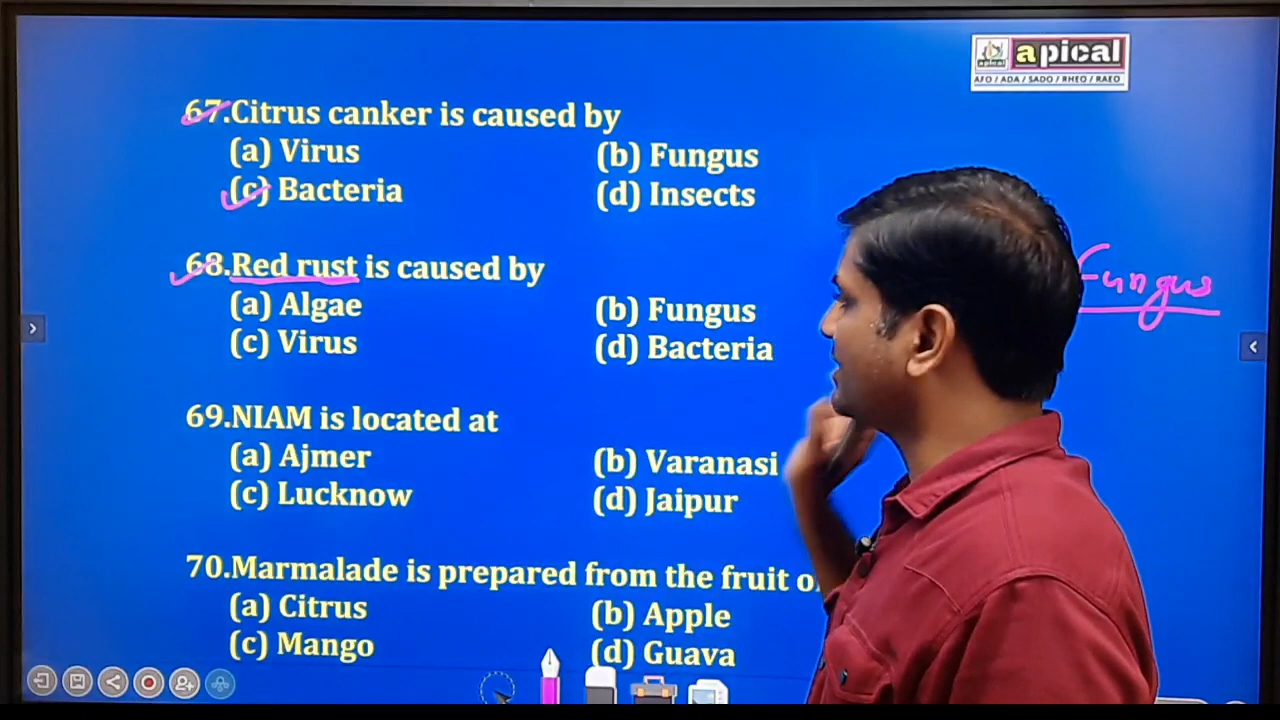 apical
apical
AFO / ADA / SADO / RHEO / RAEO
67.Citrus canker is caused by
(a) Virus (b) Fungus
(c) Bacteria (d) Insects
68.Red rust is caused by
Fungus
(a) Algae (b) Fungus
(c) Virus (d) Bacteria
69.NIAM is located at
(a) Ajmer (b) Varanasi
(c) Lucknow (d) Jaipur
70.Marmalade is prepared from the fruit
(a) Citrus (b) Apple
(c) Mango (d) Guava